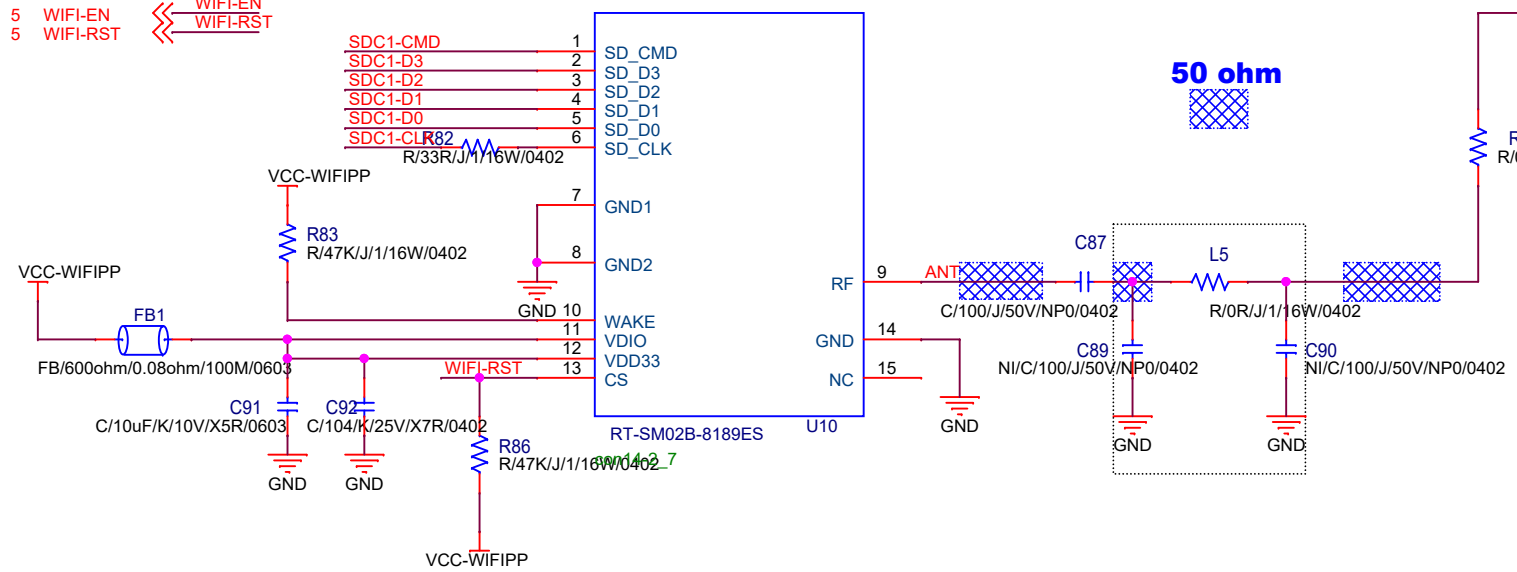 5 WIFI-EN WIFI-EN
5 WIFI-RST WIFI-RST
SDC1-CMD 1 SD_CMD
SDC1-D3 2 SD_D3
SDC1-D2 3 SD_D2
SDC1-D1 4 SD_D1
SDC1-D0 5 SD_D0
SDC1-CLK R82 6 SD_CLK
R/33R/J/1/16W/0402
50 ohm
VCC-WIFIPP
7 GND1
R83
R/47K/J/1/16W/0402
8 GND2
GND
VCC-WIFIPP
FB1
FB/600ohm/0.08ohm/100M/0603
10 WAKE
11 VDIO
12 VDD33
WIFI-RST 13 CS
RF 9 ANT
GND 14
NC 15
GND
C87
C/100/J/50V/NP0/0402
L5
R/0R/J/1/16W/0402
C89
NI/C/100/J/50V/NP0/0402
C90
NI/C/100/J/50V/NP0/0402
GND
GND
C91
C/10uF/K/10V/X5R/0603
C92
C/104/K/25V/X7R/0402
GND
GND
R86
R/47K/J/1/16W/0402
VCC-WIFIPP
RT-SM02B-8189ES
U10